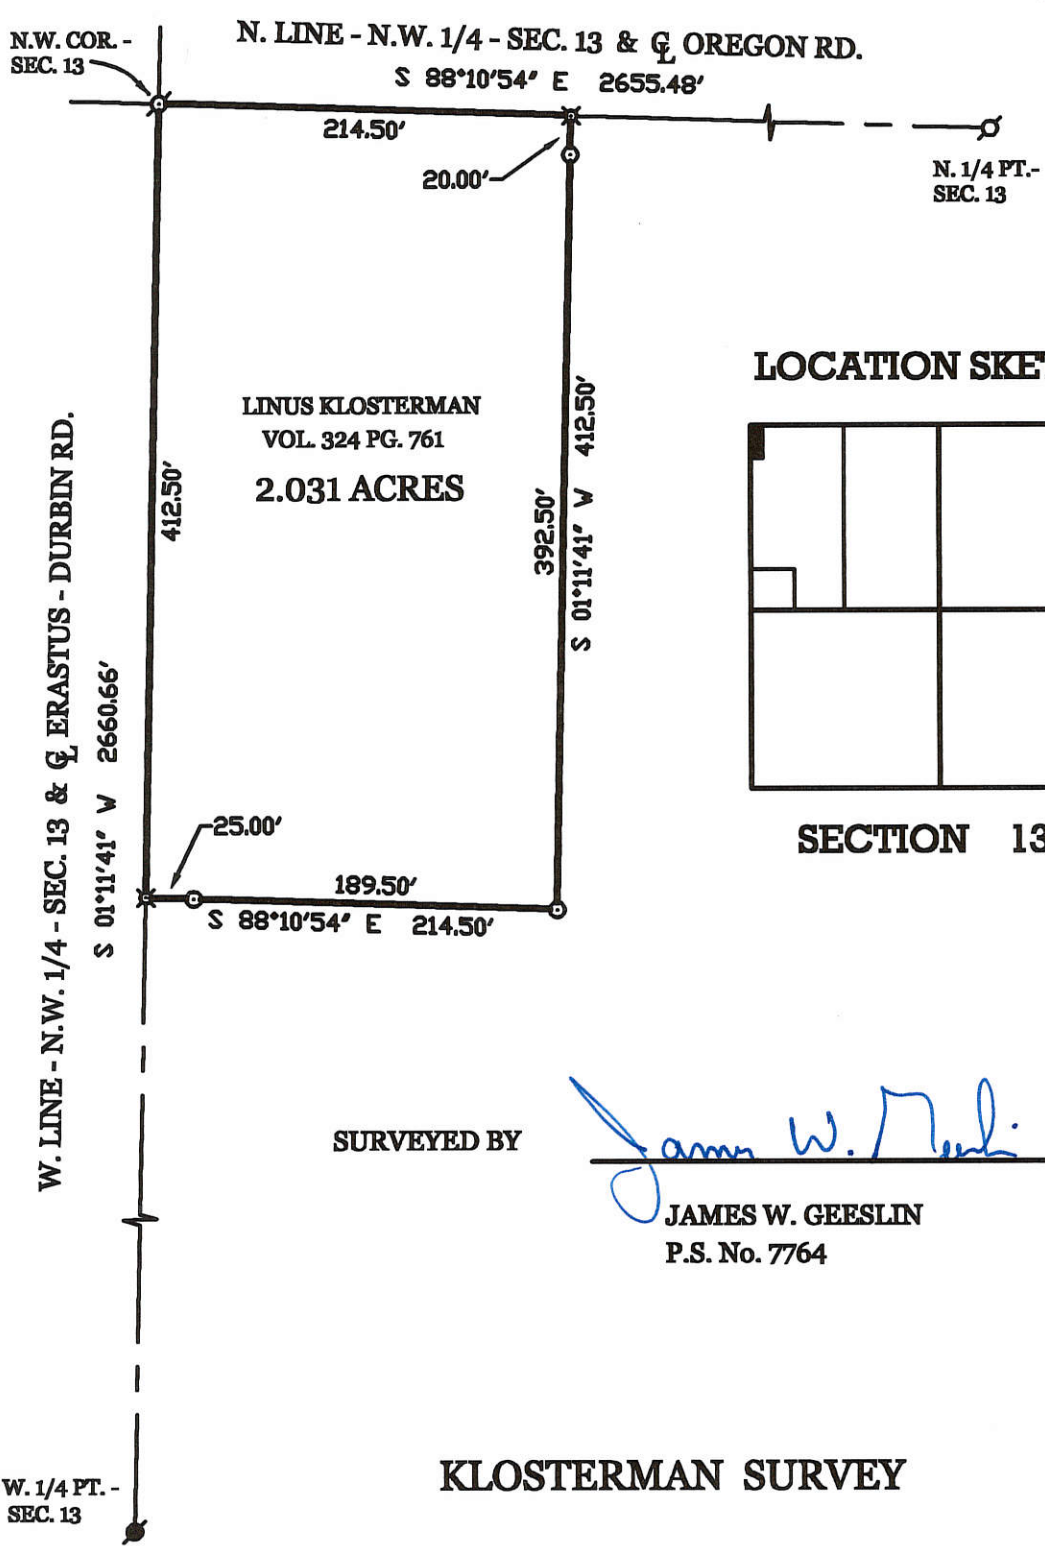 N. LINE - N.W. 1/4 - SEC. 13 & ℄ OREGON RD.
N.W. COR. -
SEC. 13
S 88°10'54" E 2655.48'
214.50'
20.00'
N. 1/4 PT.-
SEC. 13
LOCATION SKE
LINUS KLOSTERMAN
VOL. 324 PG. 761
2.031 ACRES
412.50'
392.50'
S 01°11'41" W 412.50'
W. LINE - N.W. 1/4 - SEC. 13 & ℄ ERASTUS - DURBIN RD.
S 01°11'41" W 2660.66'
25.00'
SECTION 13
189.50'
S 88°10'54" E 214.50'
SURVEYED BY
James W. Geeslin
JAMES W. GEESLIN
P.S. No. 7764
KLOSTERMAN SURVEY
W. 1/4 PT. -
SEC. 13